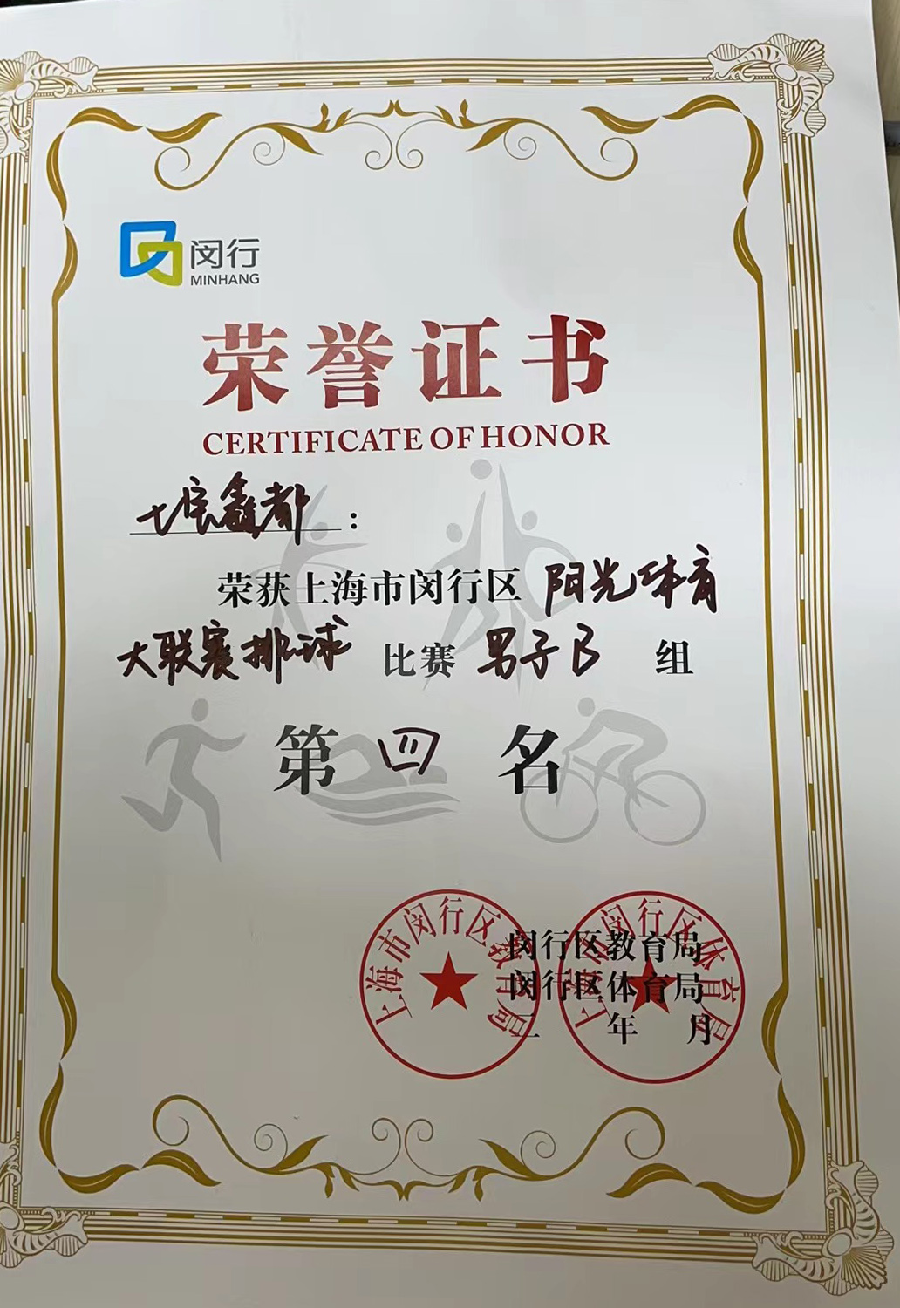 闵行
MINHANG
荣誉证书
CERTIFICATE OF HONOR
七宝鑫都：
荣获上海市闵行区 阳光体育
大联赛排球 比赛 男子B 组
第四名
上海市闵行区教育局
上海市闵行区体育局
闵行区教育局
闵行区体育局
二 年 月